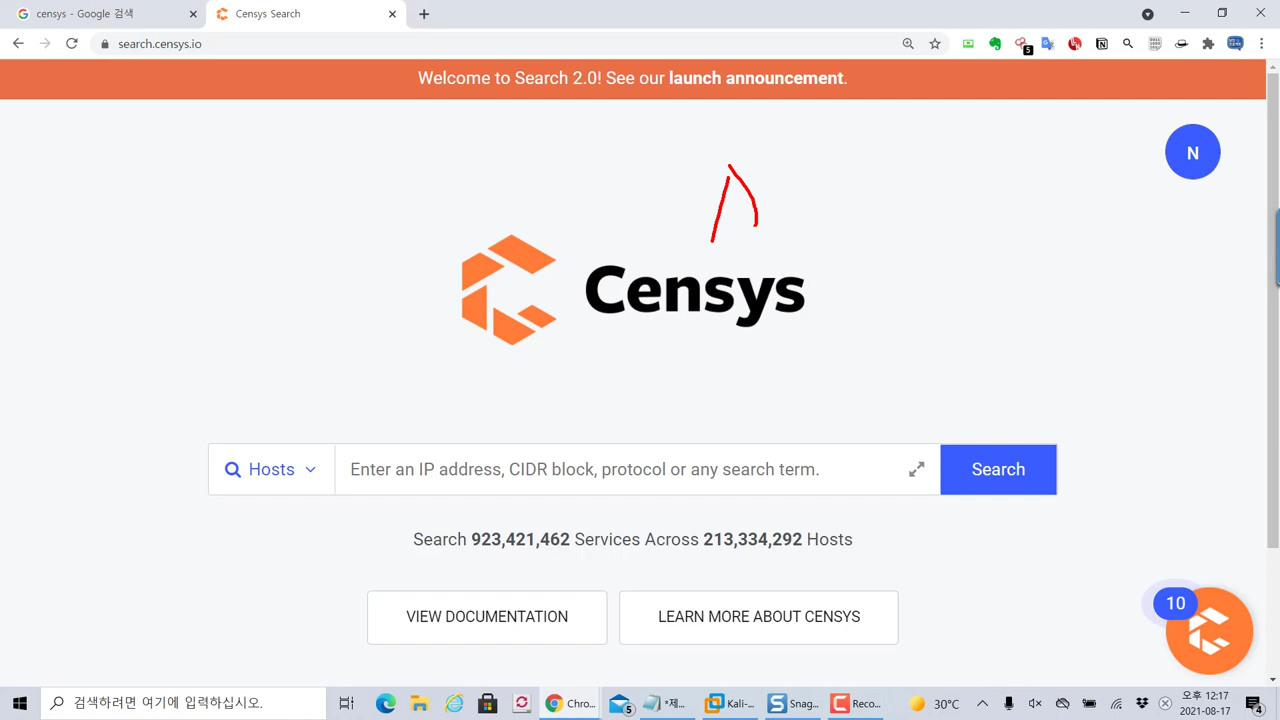 censys - Google 검색
Censys Search
search.censys.io
5
Welcome to Search 2.0! See our launch announcement.
N
Censys
Hosts
Enter an IP address, CIDR block, protocol or any search term.
Search
Search 923,421,462 Services Across 213,334,292 Hosts
VIEW DOCUMENTATION
LEARN MORE ABOUT CENSYS
10
검색하려면 여기에 입력하십시오.
Chro...
5
*제...
Kali-...
Snag...
Reco...
30°C
오후 12:17
2021-08-17
4